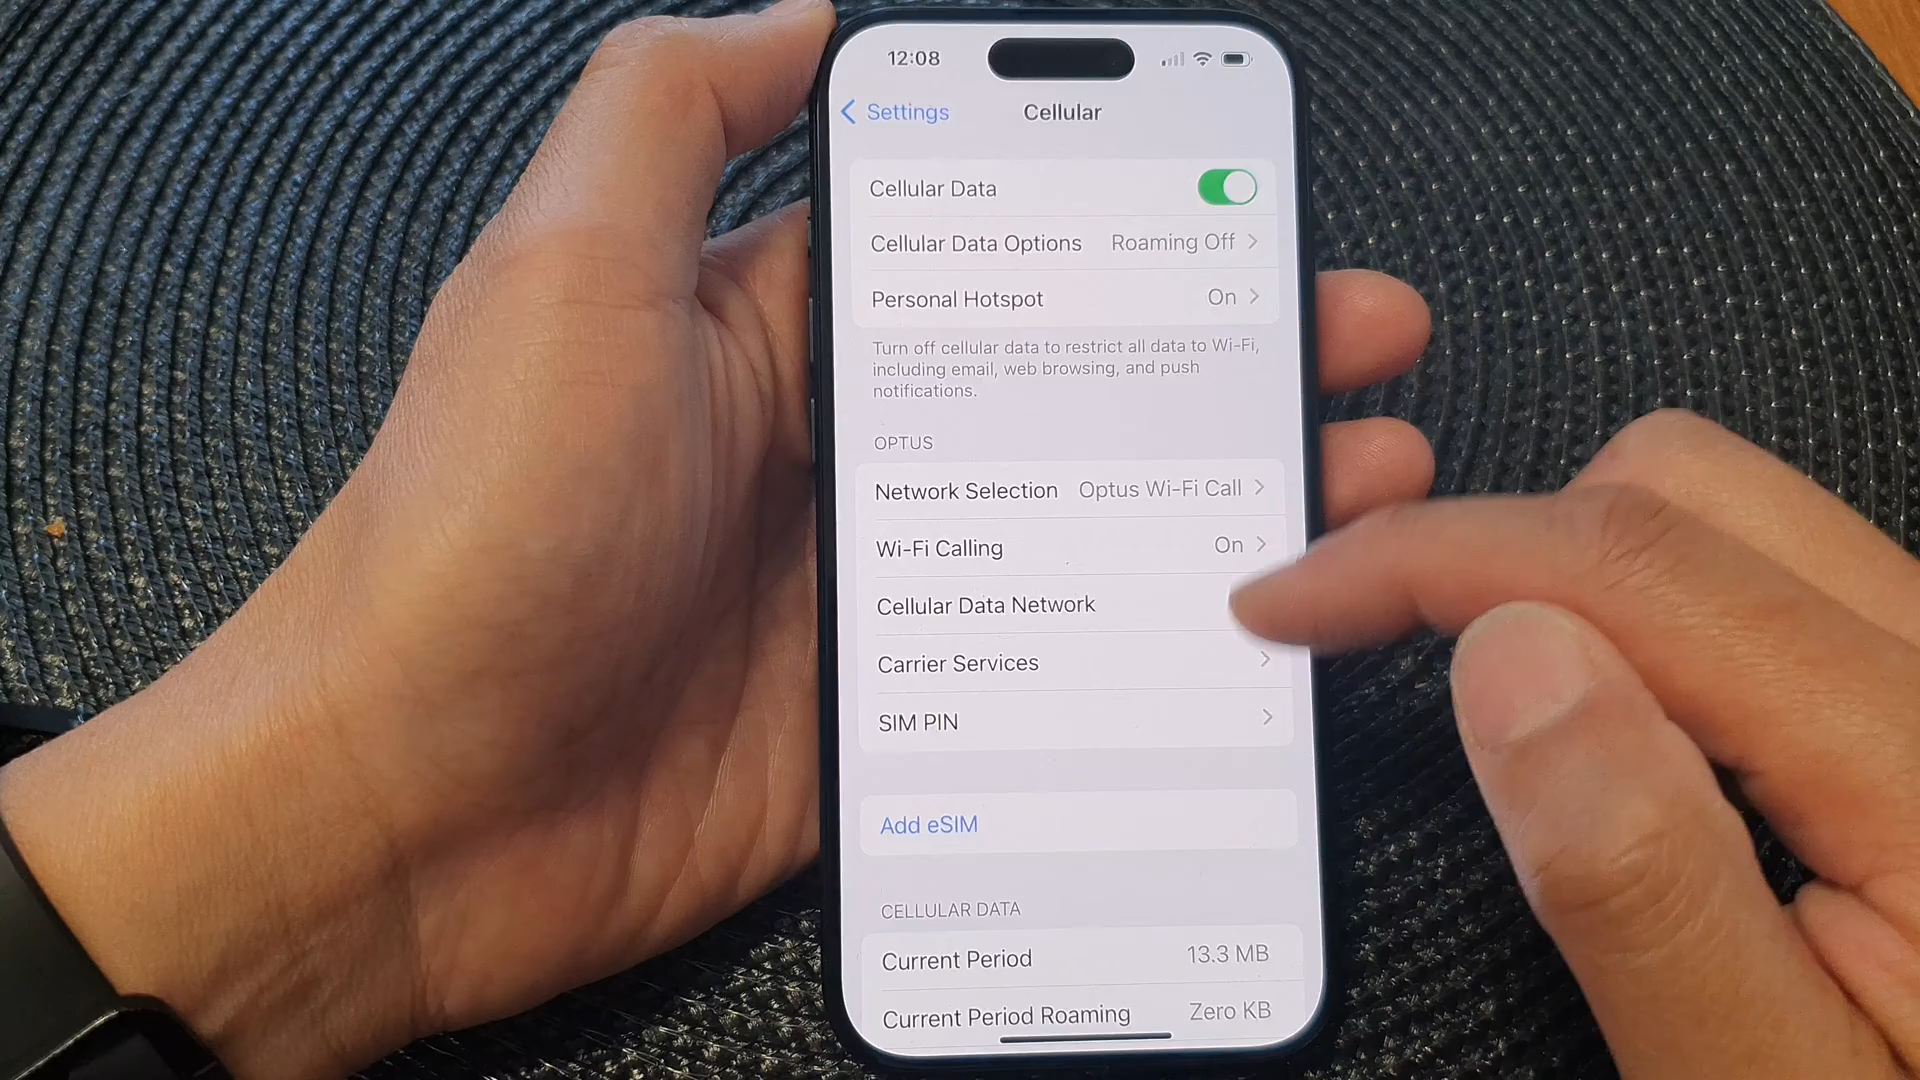 12:08
Settings
Cellular
Cellular Data
Cellular Data Options Roaming Off
Personal Hotspot On
Turn off cellular data to restrict all data to Wi-Fi,
including email, web browsing, and push
notifications.
OPTUS
Network Selection Optus Wi-Fi Call
Wi-Fi Calling On
Cellular Data Network
Carrier Services
SIM PIN
Add eSIM
CELLULAR DATA
Current Period 13.3 MB
Current Period Roaming Zero KB